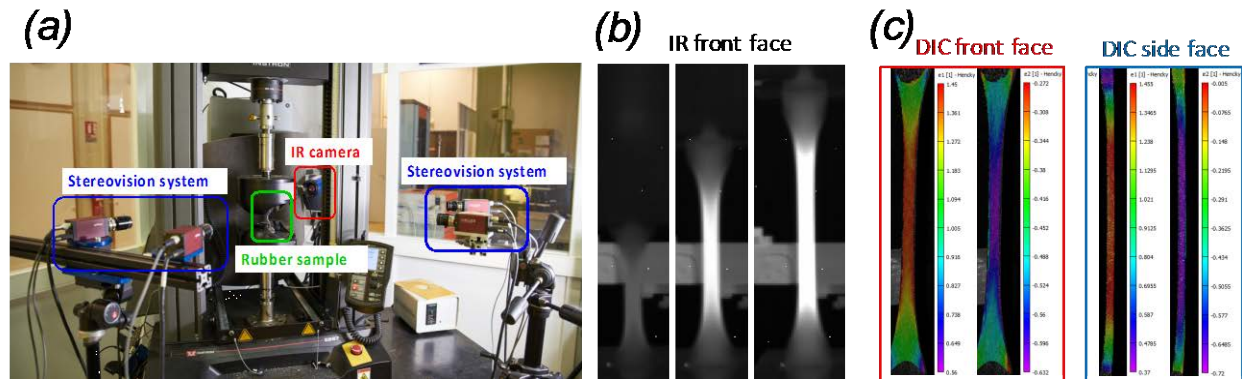 (a)
INSTRON
IR camera
Stereovision system
Stereovision system
Rubber sample
(b)
IR front face
(c)
DIC front face
DIC side face
e1 [1] - Hencky
1.45
1.361
1.272
1.094
1.005
0.916
0.827
0.738
0.649
0.56
e2 [1] - Hencky
-0.272
-0.308
-0.344
-0.38
-0.416
-0.452
-0.488
-0.524
-0.56
-0.596
-0.632
e1 [1] - Hencky
1.455
1.3465
1.238
1.1295
1.021
0.9125
0.804
0.6955
0.587
0.4785
0.37
e2 [1] - Hencky
-0.005
-0.0765
-0.148
-0.2195
-0.291
-0.3625
-0.434
-0.5055
-0.577
-0.6485
-0.72